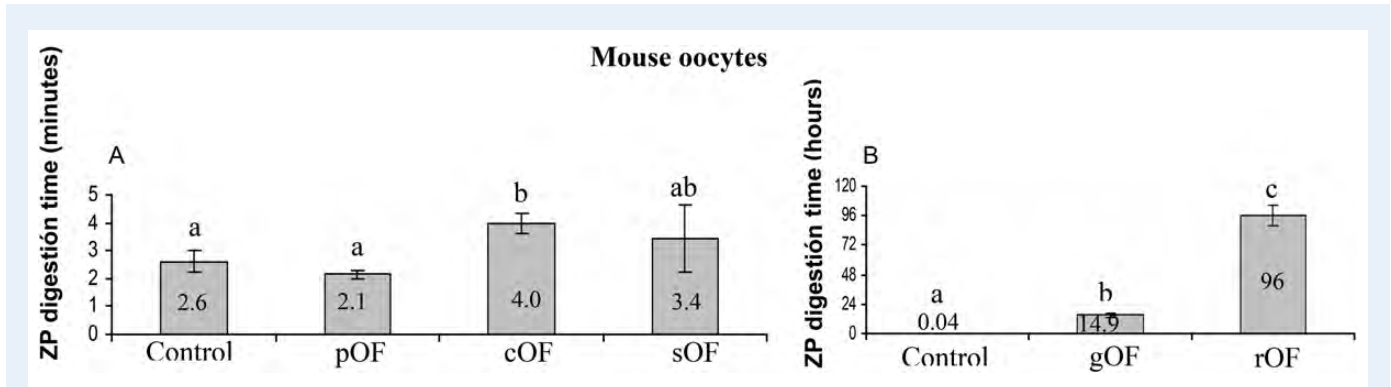 Mouse oocytes
ZP digestión time (minutes)
A
5
4
3
2
1
0
a
a
b
ab
2.6
2.1
4.0
3.4
Control
pOF
cOF
sOF
ZP digestión time (hours)
B
120
96
72
48
24
0
a
b
c
0.04
14.9
96
Control
gOF
rOF